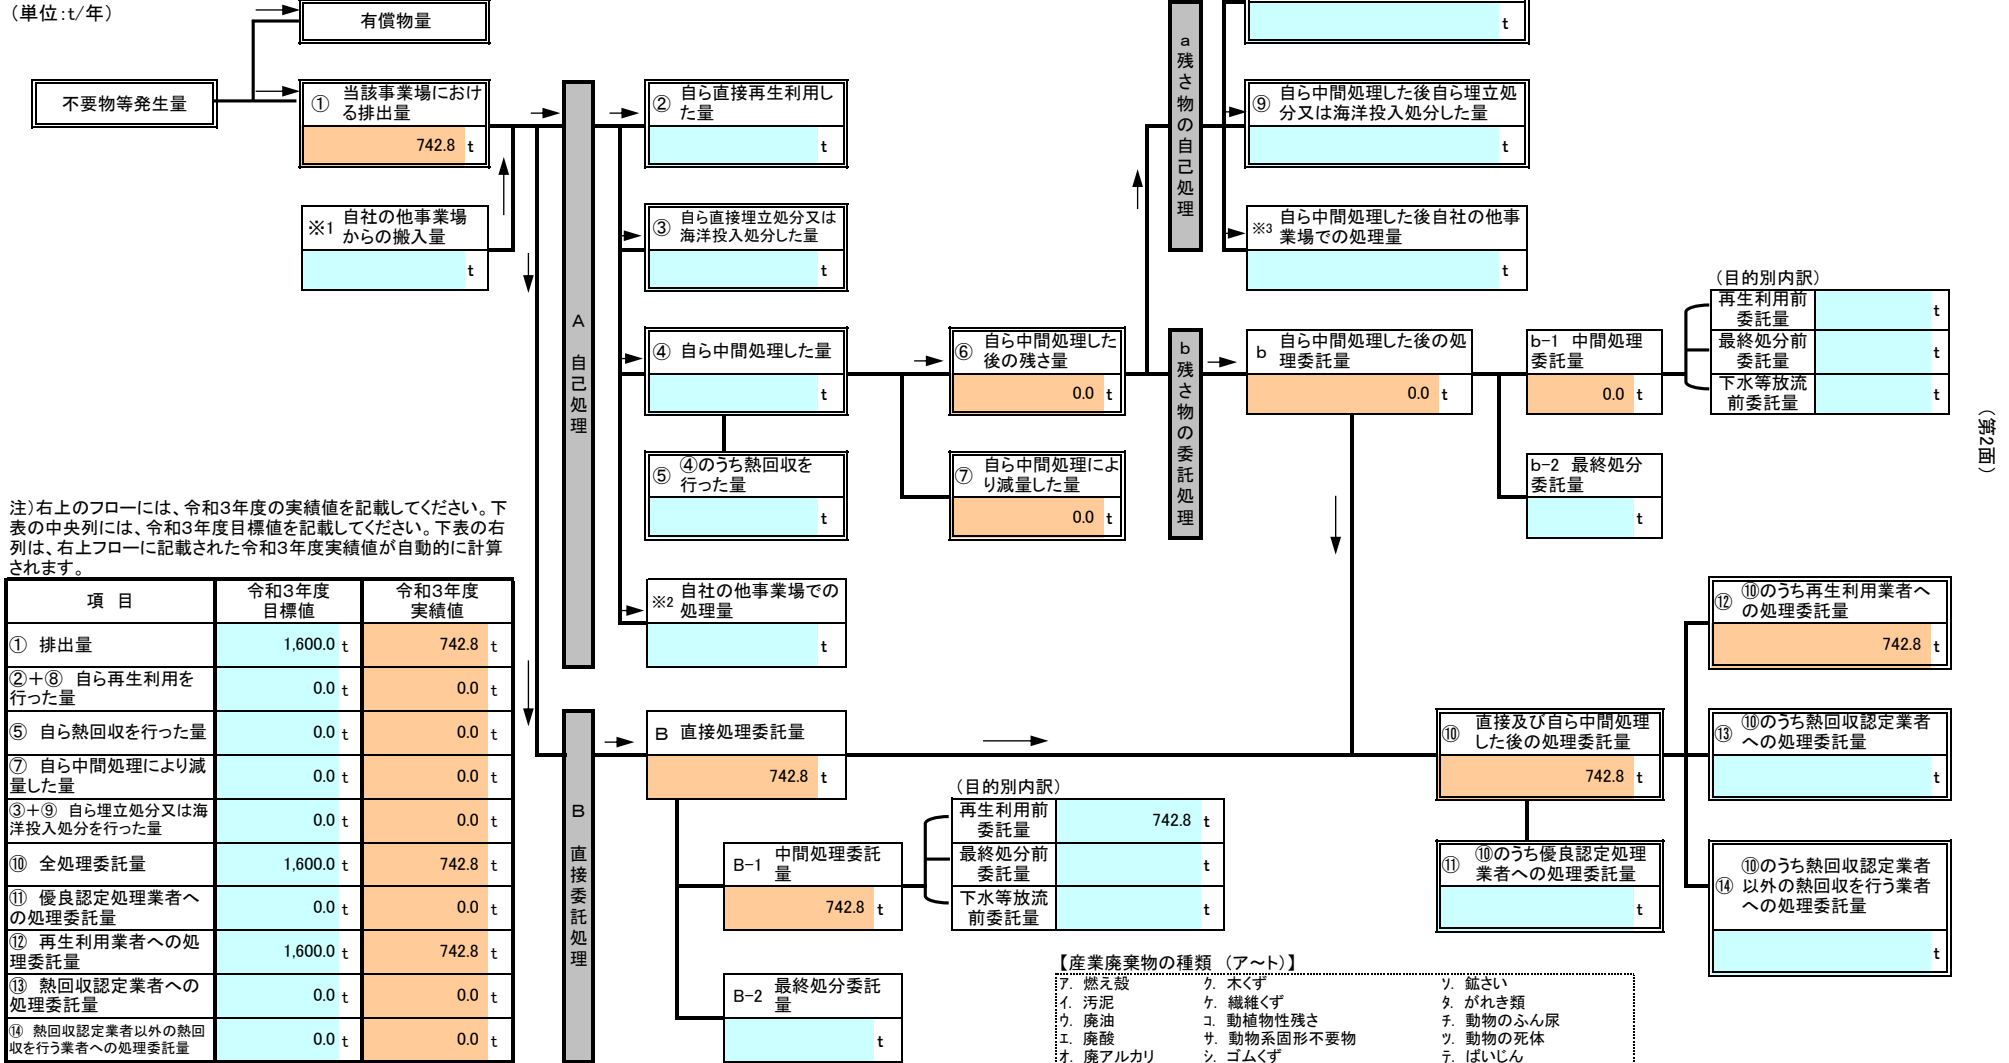 (単位:t/年)
有償物量
不要物等発生量
① 当該事業場におけ
る排出量
742.8 t
※1 自社の他事業場
からの搬入量
t
A 自己処理
② 自ら直接再生利用し
た量
t
③ 自ら直接埋立処分又は
海洋投入処分した量
t
④ 自ら中間処理した量
t
⑤ ④のうち熱回収を
行った量
t
※2 自社の他事業場での
処理量
t
⑥ 自ら中間処理した
後の残さ量
0.0 t
⑦ 自ら中間処理によ
り減量した量
0.0 t
a 残さ物の自己処理
t
⑨ 自ら中間処理した後自ら埋立処
分又は海洋投入処分した量
t
※3 自ら中間処理した後自社の他事
業場での処理量
t
b 残さ物の委託処理
b 自ら中間処理した後の処
理委託量
0.0 t
b-1 中間処理
委託量
0.0 t
(目的別内訳)
再生利用前
委託量 t
最終処分前
委託量 t
下水等放流
前委託量 t
b-2 最終処分
委託量
t
(第2面)
注)右上のフローには、令和3年度の実績値を記載してください。下
表の中央列には、令和3年度目標値を記載してください。下表の右
列は、右上フローに記載された令和3年度実績値が自動的に計算
されます。
項 目 令和3年度
目標値 令和3年度
実績値
① 排出量 1,600.0 t 742.8 t
②+⑧ 自ら再生利用を
行った量 0.0 t 0.0 t
⑤ 自ら熱回収を行った量 0.0 t 0.0 t
⑦ 自ら中間処理により減
量した量 0.0 t 0.0 t
③+⑨ 自ら埋立処分又は海
洋投入処分を行った量 0.0 t 0.0 t
⑩ 全処理委託量 1,600.0 t 742.8 t
⑪ 優良認定処理業者へ
の処理委託量 0.0 t 0.0 t
⑫ 再生利用業者への処
理委託量 1,600.0 t 742.8 t
⑬ 熱回収認定業者への
処理委託量 0.0 t 0.0 t
⑭ 熱回収認定業者以外の熱回
収を行う業者への処理委託量 0.0 t 0.0 t
B 直接委託処理
B 直接処理委託量
742.8 t
B-1 中間処理委託
量
742.8 t
(目的別内訳)
再生利用前
委託量 742.8 t
最終処分前
委託量 t
下水等放流
前委託量 t
B-2 最終処分委託
量
t
⑩ 直接及び自ら中間処理
した後の処理委託量
742.8 t
⑪ ⑩のうち優良認定処理
業者への処理委託量
t
⑫ ⑩のうち再生利用業者へ
の処理委託量
742.8 t
⑬ ⑩のうち熱回収認定業者
への処理委託量
t
⑭ ⑩のうち熱回収認定業者
以外の熱回収を行う業者
への処理委託量
t
【産業廃棄物の種類 (ア~ト)】
ア. 燃え殻 ク. 木くず ソ. 鉱さい
イ. 汚泥 ケ. 繊維くず タ. がれき類
ウ. 廃油 コ. 動植物性残さ チ. 動物のふん尿
エ. 廃酸 サ. 動物系固形不要物 ツ. 動物の死体
オ. 廃アルカリ シ. ゴムくず テ. ばいじん